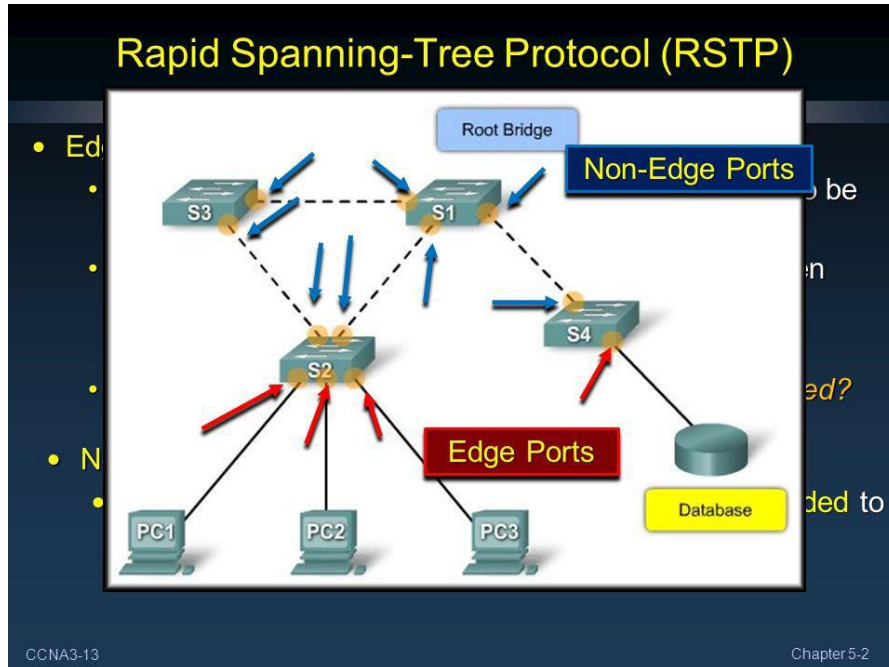 Rapid Spanning-Tree Protocol (RSTP)
Root Bridge
• Ed
Non-Edge Ports
• be
S3
S1
• en
S4
S2
• ed?
Edge Ports
• N
• Database
ded to
PC1
PC2
PC3
CCNA3-13
Chapter 5-2